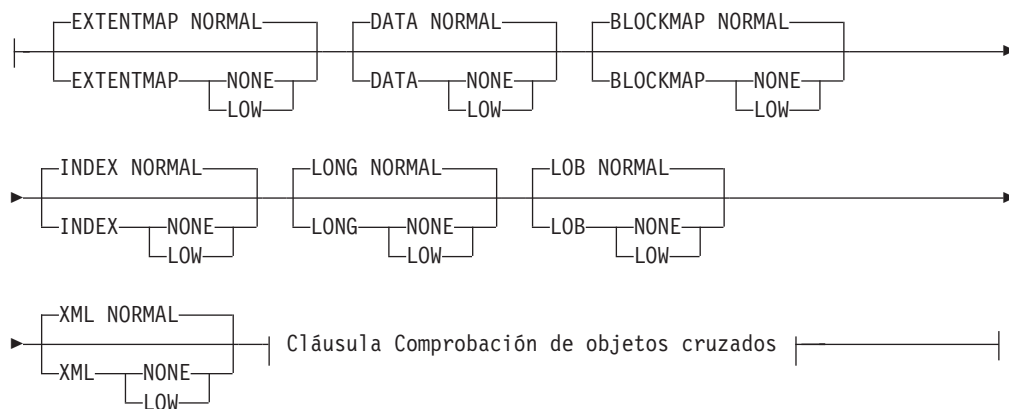 EXTENTMAP NORMAL DATA NORMAL BLOCKMAP NORMAL
EXTENTMAP NONE DATA NONE BLOCKMAP NONE
LOW LOW LOW
INDEX NORMAL LONG NORMAL LOB NORMAL
INDEX NONE LONG NONE LOB NONE
LOW LOW LOW
XML NORMAL
Cláusula Comprobación de objetos cruzados
XML NONE
LOW